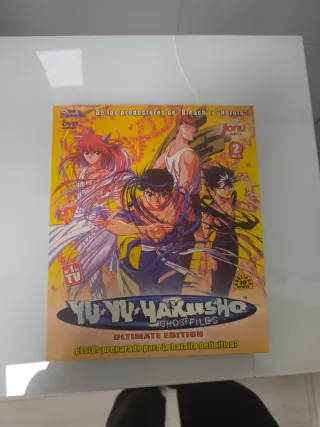 De los productores de "Bleach" y "Naruto"
Jonu
2
YU·YU·HAKUSHO
GHOST FILES
ULTIMATE EDITION
¿Estás preparado para la batalla definitiva?